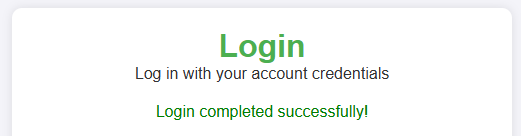 Login
Log in with your account credentials
Login completed successfully!